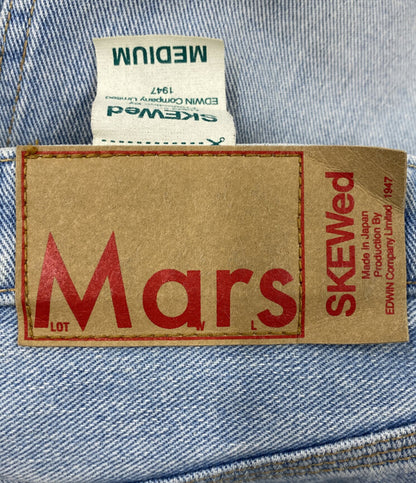 MEDIUM
1947
EDWIN Company Limited
SKEWed
Mars
LOT W L
SKEWed
Made In Japan
Production By
EDWIN Company Limited 1947